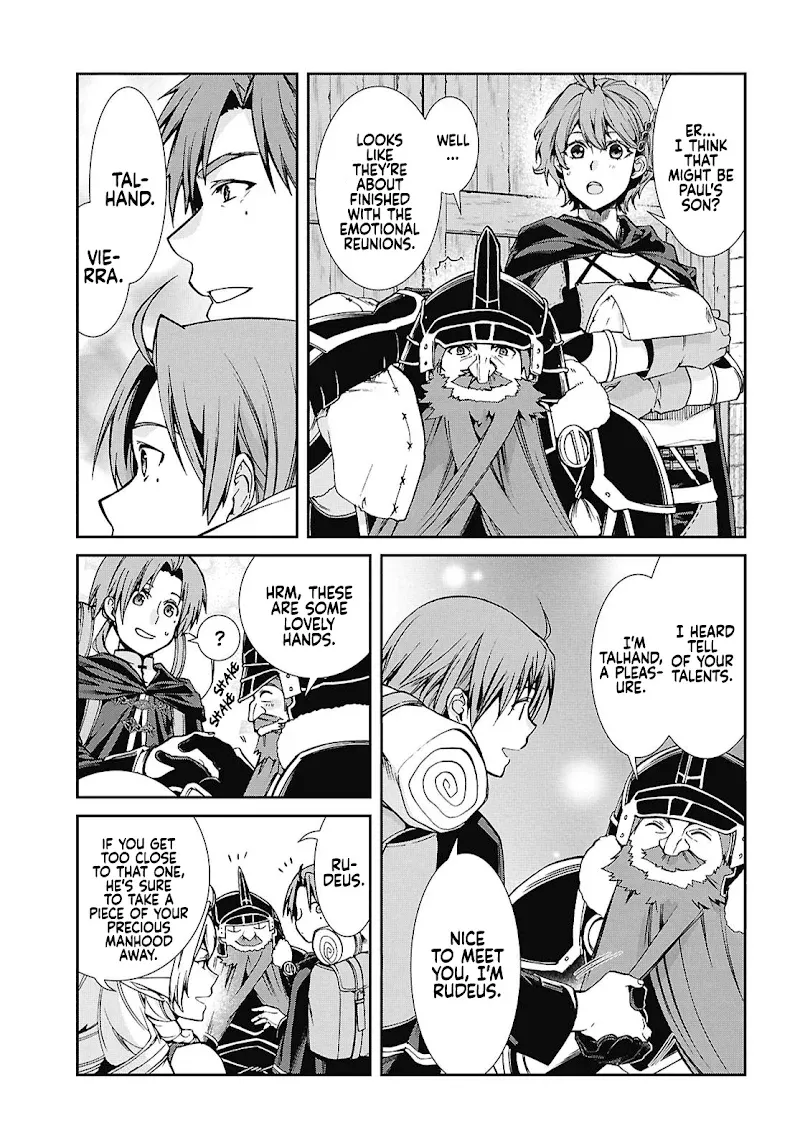 ER...
I THINK
THAT
MIGHT BE
PAUL'S
SON?
WELL
...
LOOKS
LIKE
THEY'RE
ABOUT
FINISHED
WITH THE
EMOTIONAL
REUNIONS.
TAL-
HAND.
VIE-
RRA.
I HEARD
TELL
OF YOUR
TALENTS.
I'M
TALHAND,
A PLEAS-
URE.
NICE
TO MEET
YOU, I'M
RUDEUS.
HRM, THESE
ARE SOME
LOVELY
HANDS.
?
SHAKE
SHAKE
RU-
DEUS.
IF YOU GET
TOO CLOSE
TO THAT ONE,
HE'S SURE
TO TAKE A
PIECE OF YOUR
PRECIOUS
MANHOOD
AWAY.